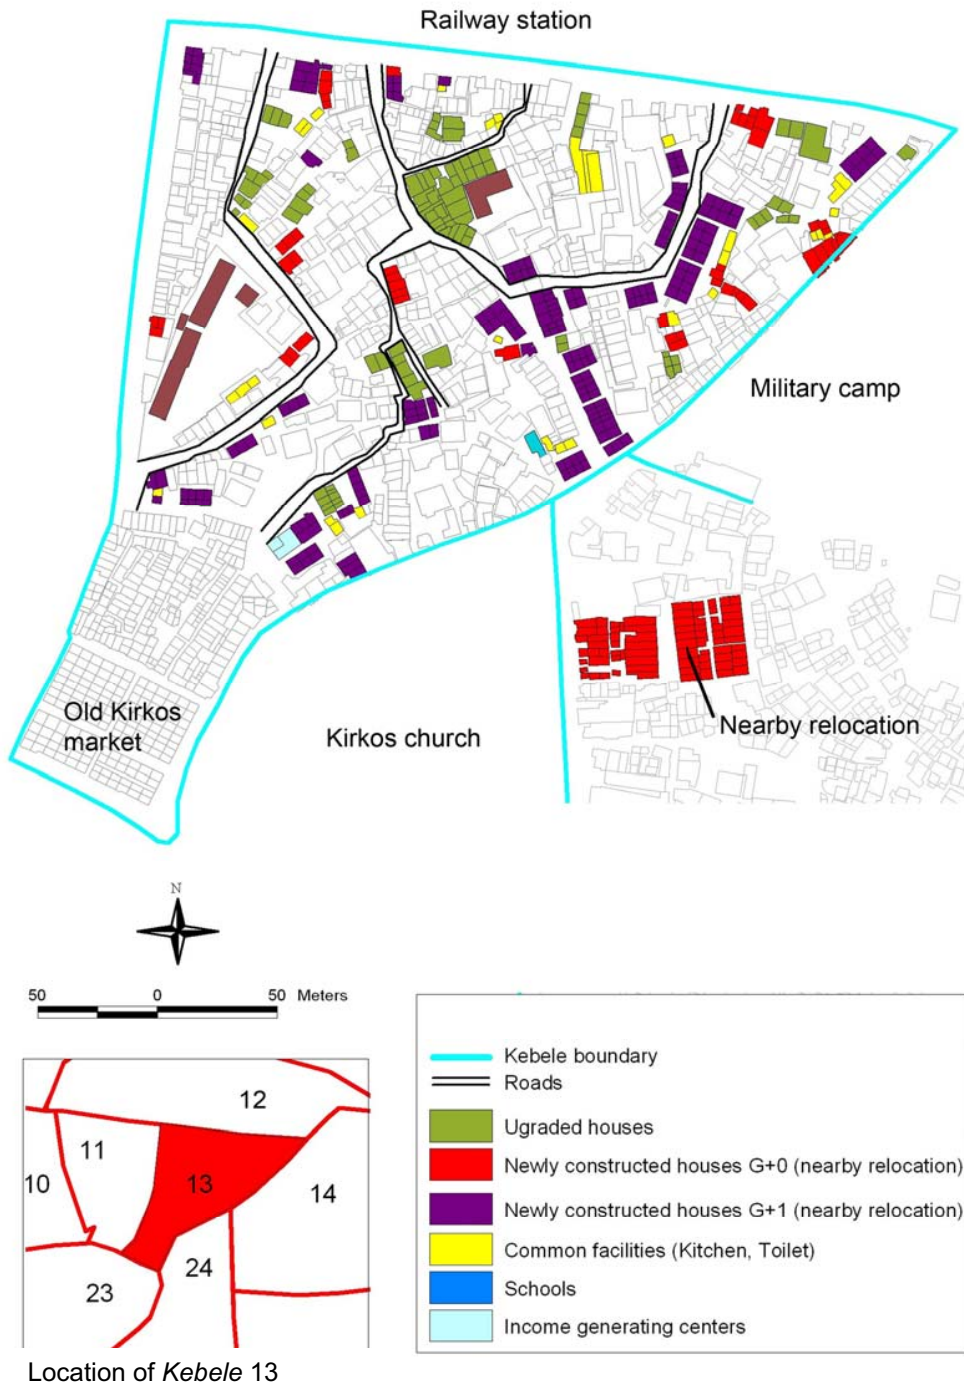 Railway station
Military camp
Nearby relocation
Old Kirkos
market
Kirkos church
N
50 0 50 Meters
Kebele boundary
Roads
Ugraded houses
Newly constructed houses G+0 (nearby relocation)
Newly constructed houses G+1 (nearby relocation)
Common facilities (Kitchen, Toilet)
Schools
Income generating centers
12
11
10
13
14
24
23
Location of Kebele 13